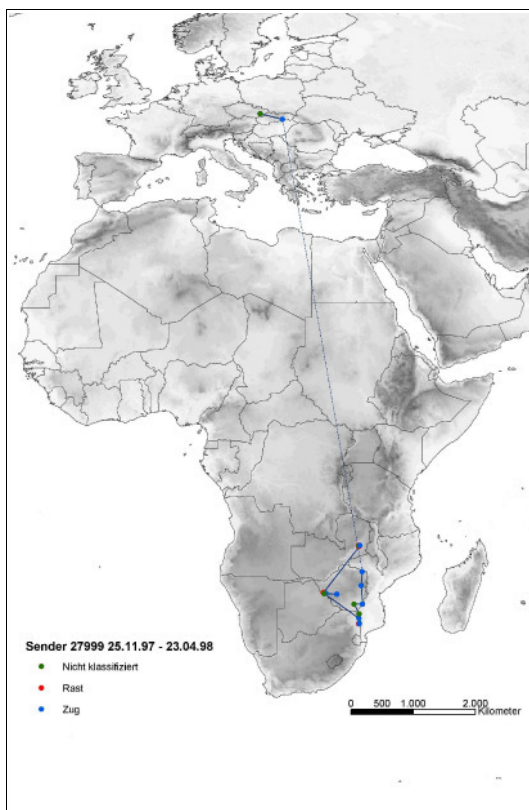 Sender 27999 25.11.97 - 23.04.98
Nicht klassifiziert
Rast
Zug
0 500 1.000 2.000
Kilometer